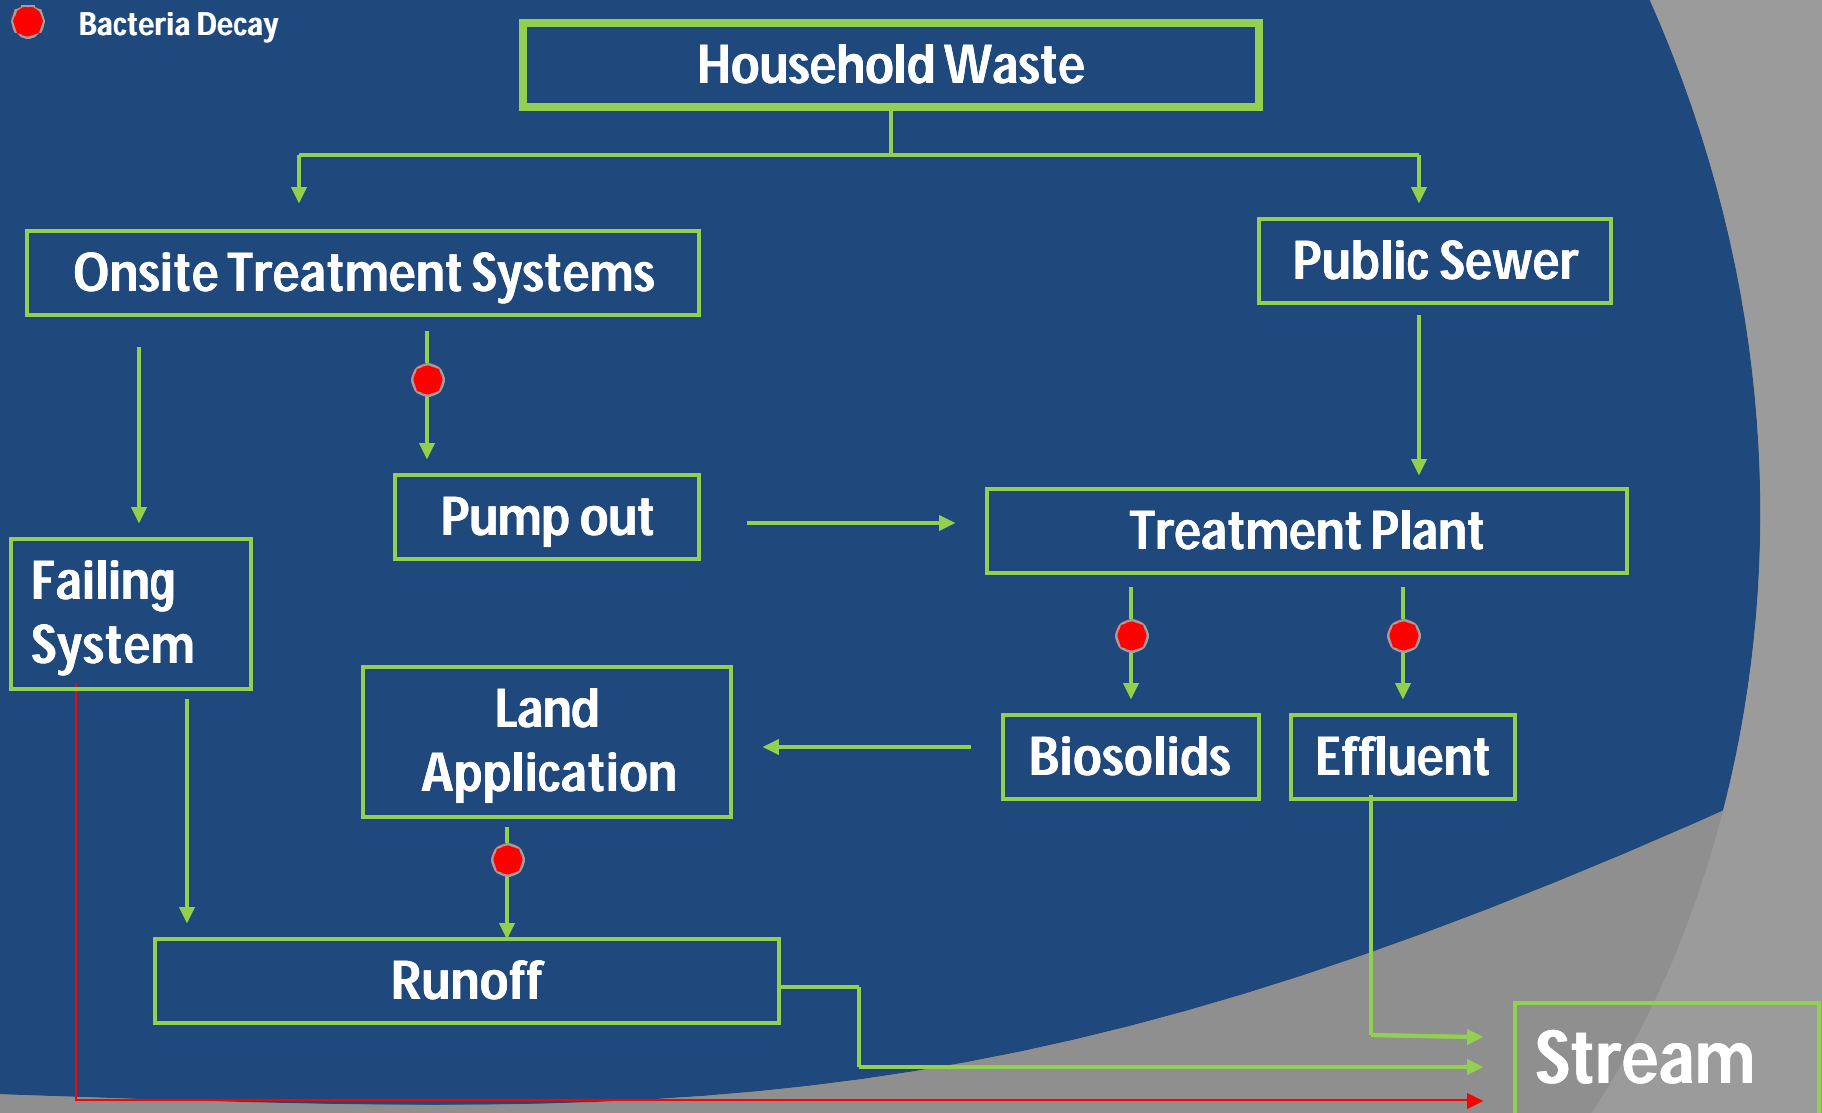 Bacteria Decay
Household Waste
Onsite Treatment Systems
Public Sewer
Pump out
Treatment Plant
Failing
System
Land
Application
Biosolids
Effluent
Runoff
Stream